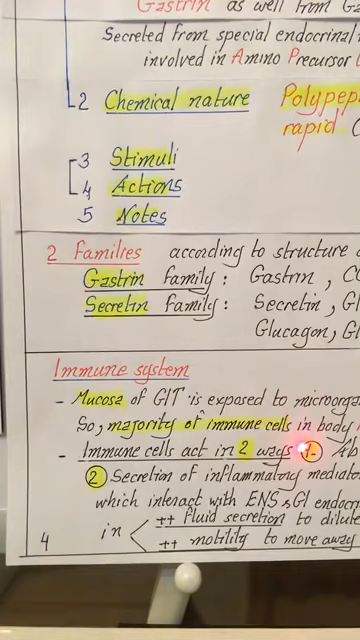 Gastrin as well from Ga
Secreted from special endocrinal
involved in Amino Precursor
2 Chemical nature Polypep
rapid
3 Stimuli
4 Actions
5 Notes
2 Families according to structure
Gastrin family : Gastrin , C
Secretin family : Secretin , Gl
Glucagon, G
Immune system
- Mucosa of GIT is exposed to microorga
So, majority of immune cells in body
- Immune cells act in 2 ways 1- Ab
2 Secretion of inflammatory mediato
which interact with ENS & GI endocri
in < ++ fluid secretion to dilute
++ motility to move away
4